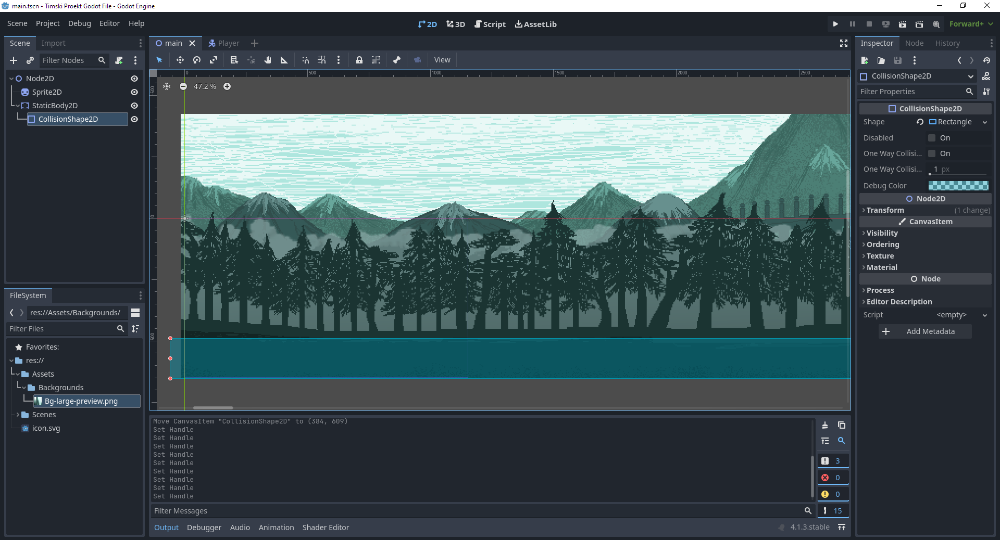 main.tscn - Timski Proekt Godot File - Godot Engine
Scene Project Debug Editor Help
2D 3D Script AssetLib
Forward+
Scene Import
Filter Nodes
Node2D
Sprite2D
StaticBody2D
CollisionShape2D
FileSystem
res://Assets/Backgrounds/
Filter Files
Favorites:
res://
Assets
Backgrounds
Bg-large-preview.png
Scenes
icon.svg
main Player
View
0 500 1000 1500 2000 2500
-500
0
500
47.2 %
Move CanvasItem "CollisionShape2D" to (384, 609)
Set Handle
Set Handle
Set Handle
Set Handle
Set Handle
Set Handle
Set Handle
Set Handle
Set Handle
3
0
0
15
Filter Messages
Output Debugger Audio Animation Shader Editor
4.1.3.stable
Inspector Node History
CollisionShape2D
Filter Properties
CollisionShape2D
Shape Rectangle
Disabled On
One Way Collisi... On
One Way Collisi... 1 px
Debug Color
Node2D
Transform (1 change)
CanvasItem
Visibility
Ordering
Texture
Material
Node
Process
Editor Description
Script <empty>
Add Metadata